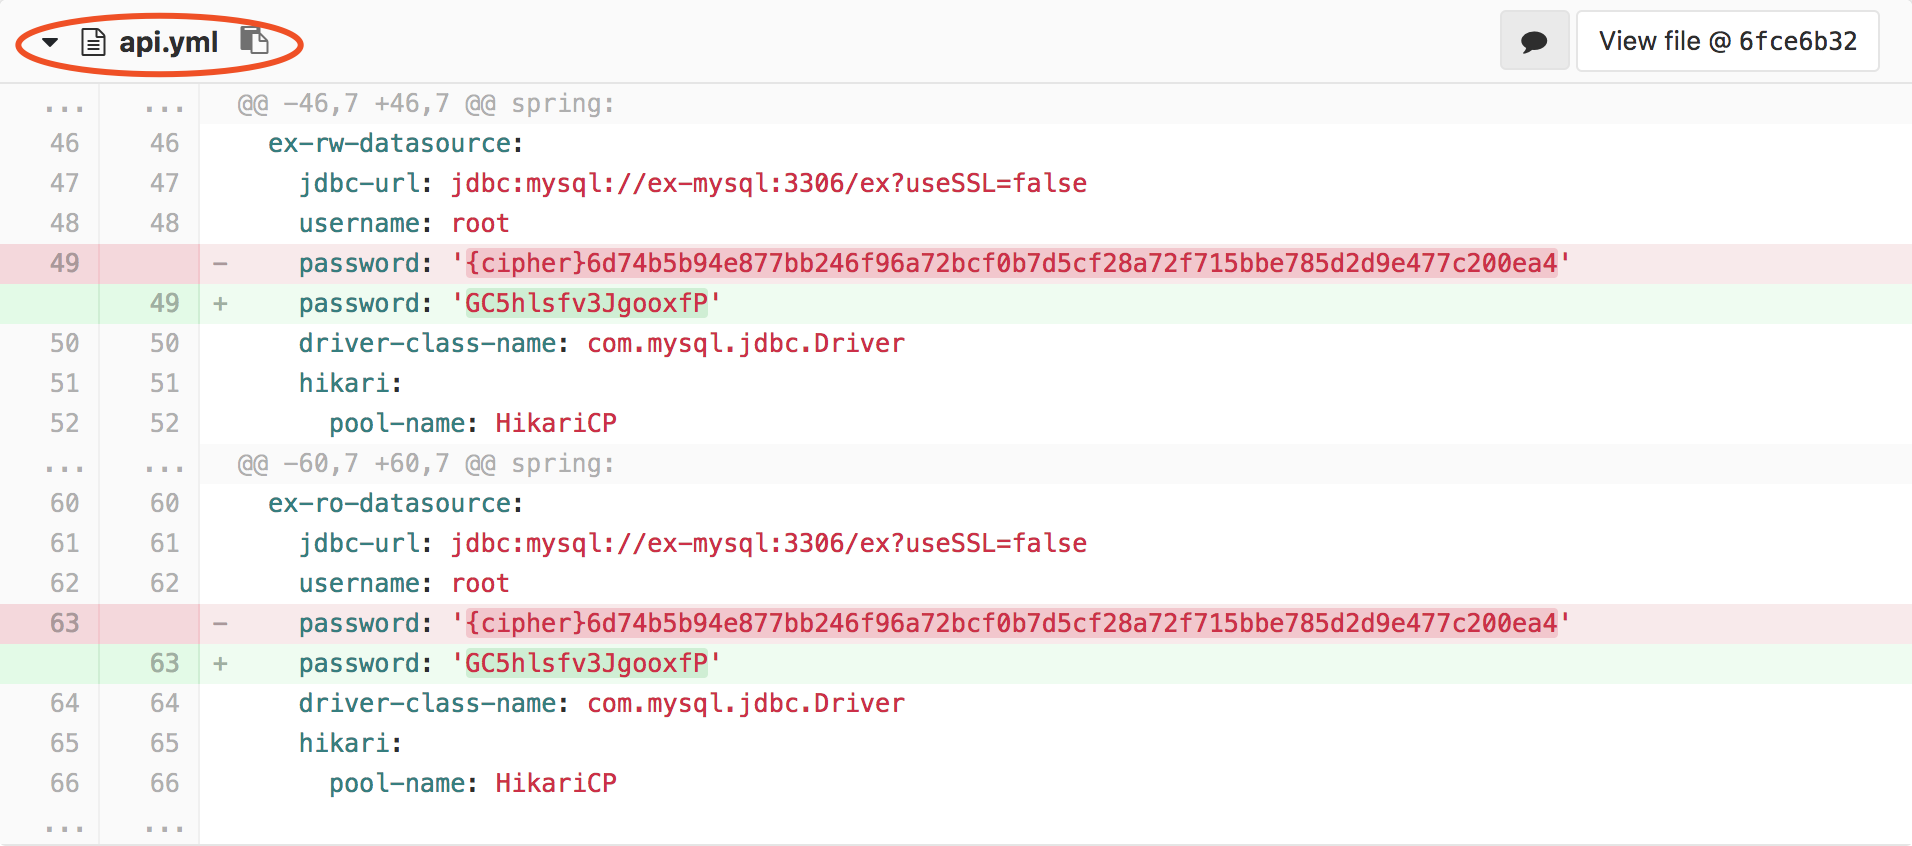 api.yml View file @ 6fce6b32
... ... @@ -46,7 +46,7 @@ spring:
46 46 ex-rw-datasource:
47 47 jdbc-url: jdbc:mysql://ex-mysql:3306/ex?useSSL=false
48 48 username: root
49 - password: '{cipher}6d74b5b94e877bb246f96a72bcf0b7d5cf28a72f715bbe785d2d9e477c200ea4'
49 + password: 'GC5hlsfv3JgooxfP'
50 50 driver-class-name: com.mysql.jdbc.Driver
51 51 hikari:
52 52 pool-name: HikariCP
... ... @@ -60,7 +60,7 @@ spring:
60 60 ex-ro-datasource:
61 61 jdbc-url: jdbc:mysql://ex-mysql:3306/ex?useSSL=false
62 62 username: root
63 - password: '{cipher}6d74b5b94e877bb246f96a72bcf0b7d5cf28a72f715bbe785d2d9e477c200ea4'
63 + password: 'GC5hlsfv3JgooxfP'
64 64 driver-class-name: com.mysql.jdbc.Driver
65 65 hikari:
66 66 pool-name: HikariCP
... ...